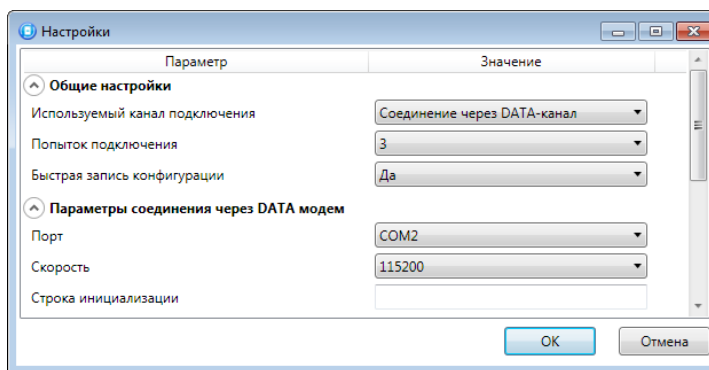 Настройки
Параметр Значение
Общие настройки
Используемый канал подключения Соединение через DATA-канал
Попыток подключения 3
Быстрая запись конфигурации Да
Параметры соединения через DATA модем
Порт COM2
Скорость 115200
Строка инициализации
OK Отмена